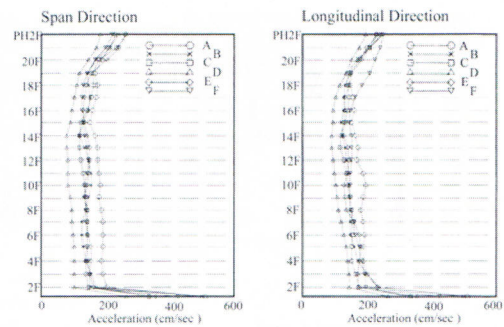 Span Direction
PH2F
20F
18F
16F
14F
12F
10F
8F
6F
4F
2F
0
200
400
600
Acceleration (cm/sec )
A
B
C
D
E
F
Longitudinal Direction
PH2F
20F
18F
16F
14F
12F
10F
8F
6F
4F
2F
0
200
400
600
Acceleration (cm/sec )
A
B
C
D
E
F